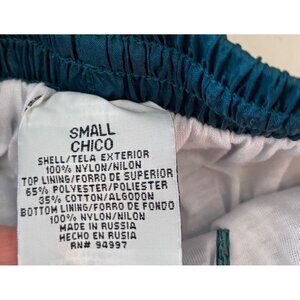 SMALL
CHICO
SHELL/TELA EXTERIOR
100% NYLON/NILON
TOP LINING/FORRO DE SUPERIOR
65% POLYESTER/POLIESTER
35% COTTON/ALGODON
BOTTOM LINING/FORRO DE FONDO
100% NYLON/NILON
MADE IN RUSSIA
HECHO EN RUSIA
RN# 94997